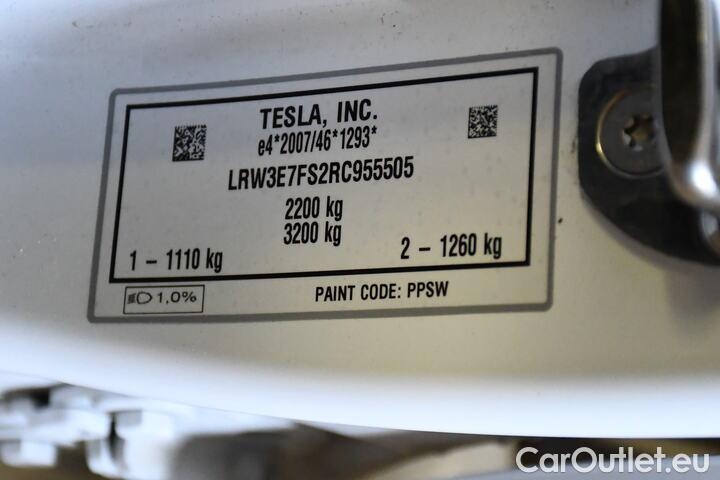 TESLA, INC.
e4*2007/46*1293*
LRW3E7FS2RC955505
2200 kg
3200 kg
1 – 1110 kg
2 – 1260 kg
1,0%
PAINT CODE: PPSW
CarOutlet.eu